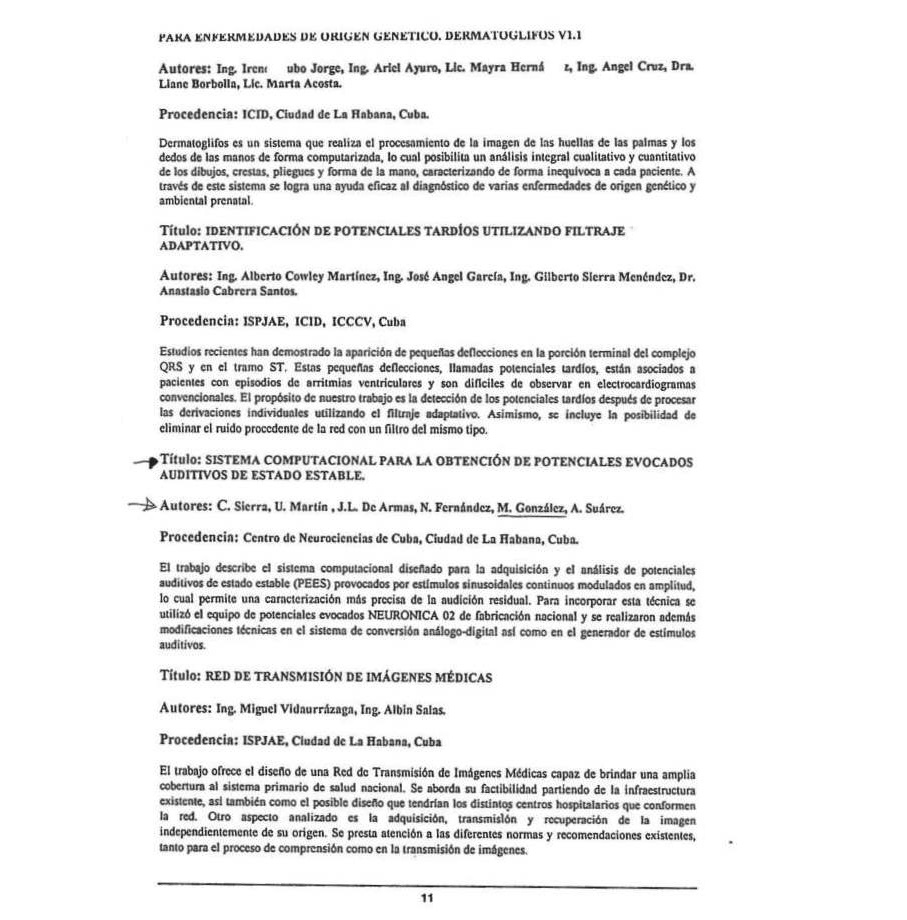 PARA ENFERMEDADES DE ORIGEN GENETICO. DERMATOGLIFOS V1.1
Autores: Ing. Iren ubo Jorge, Ing. Ariel Ayuro, Lic. Mayra Herná z, Ing. Angel Cruz, Dra.
Liane Borbolla, Lic. Marta Acosta.
Procedencia: ICID, Ciudad de La Habana, Cuba.
Dermatoglifos es un sistema que realiza el procesamiento de la imagen de las huellas de las palmas y los
dedos de las manos de forma computarizada, lo cual posibilita un análisis integral cualitativo y cuantitativo
de los dibujos, crestas, pliegues y forma de la mano, caracterizando de forma inequívoca a cada paciente. A
través de este sistema se logra una ayuda eficaz al diagnóstico de varias enfermedades de origen genético y
ambiental prenatal.
Título: IDENTIFICACIÓN DE POTENCIALES TARDÍOS UTILIZANDO FILTRAJE
ADAPTATIVO.
Autores: Ing. Alberto Cowley Martínez, Ing. José Angel García, Ing. Gilberto Sierra Menéndez, Dr.
Anastasio Cabrera Santos.
Procedencia: ISPJAE, ICID, ICCCV, Cuba
Estudios recientes han demostrado la aparición de pequeñas deflecciones en la porción terminal del complejo
QRS y en el tramo ST. Estas pequeñas deflecciones, llamadas potenciales tardíos, están asociados a
pacientes con episodios de arritmias ventriculares y son difíciles de observar en electrocardiogramas
convencionales. El propósito de nuestro trabajo es la detección de los potenciales tardíos después de procesar
las derivaciones individuales utilizando el filtraje adaptativo. Asimismo, se incluye la posibilidad de
eliminar el ruido procedente de la red con un filtro del mismo tipo.
Título: SISTEMA COMPUTACIONAL PARA LA OBTENCIÓN DE POTENCIALES EVOCADOS
AUDITIVOS DE ESTADO ESTABLE.
Autores: C. Sierra, U. Martín , J.L. De Armas, N. Fernández, M. González, A. Suárez.
Procedencia: Centro de Neurociencias de Cuba, Ciudad de La Habana, Cuba.
El trabajo describe el sistema computacional diseñado para la adquisición y el análisis de potenciales
auditivos de estado estable (PEES) provocados por estímulos sinusoidales continuos modulados en amplitud,
lo cual permite una caracterización más precisa de la audición residual. Para incorporar esta técnica se
utilizó el equipo de potenciales evocados NEURONICA 02 de fabricación nacional y se realizaron además
modificaciones técnicas en el sistema de conversión análogo-digital así como en el generador de estímulos
auditivos.
Título: RED DE TRANSMISIÓN DE IMÁGENES MÉDICAS
Autores: Ing. Miguel Vidaurrázaga, Ing. Albin Salas.
Procedencia: ISPJAE, Ciudad de La Habana, Cuba
El trabajo ofrece el diseño de una Red de Transmisión de Imágenes Médicas capaz de brindar una amplia
cobertura al sistema primario de salud nacional. Se aborda su factibilidad partiendo de la infraestructura
existente, así también como el posible diseño que tendrían los distintos centros hospitalarios que conformen
la red. Otro aspecto analizado es la adquisición, transmisión y recuperación de la imagen
independientemente de su origen. Se presta atención a las diferentes normas y recomendaciones existentes,
tanto para el proceso de comprensión como en la transmisión de imágenes.
11